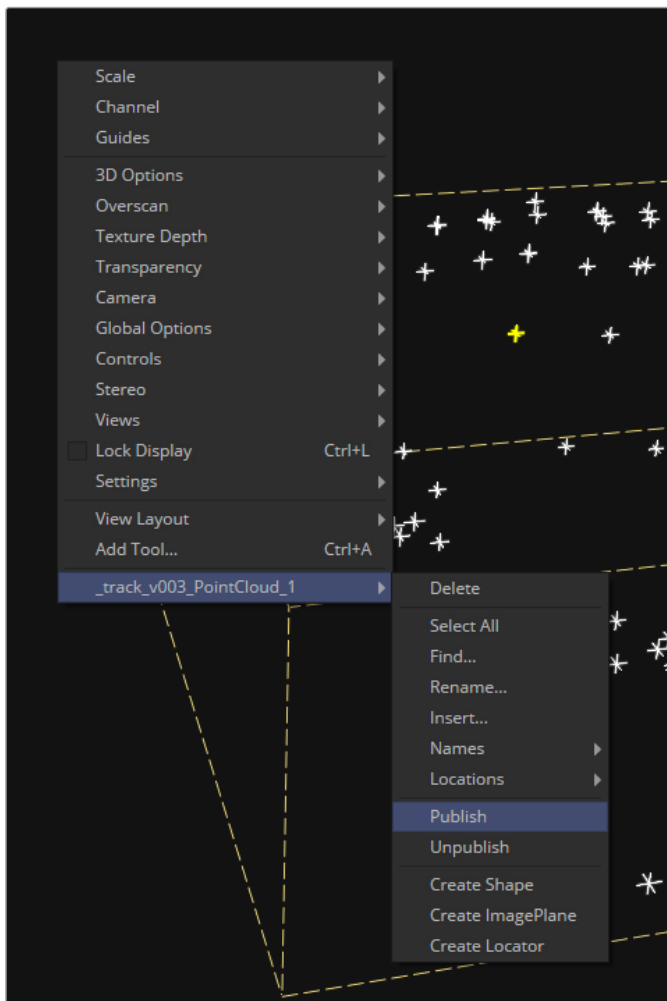 Scale
Channel
Guides
3D Options
Overscan
Texture Depth
Transparency
Camera
Global Options
Controls
Stereo
Views
Lock Display Ctrl+L
Settings
View Layout
Add Tool... Ctrl+A
_track_v003_PointCloud_1
Delete
Select All
Find...
Rename...
Insert...
Names
Locations
Publish
Unpublish
Create Shape
Create ImagePlane
Create Locator